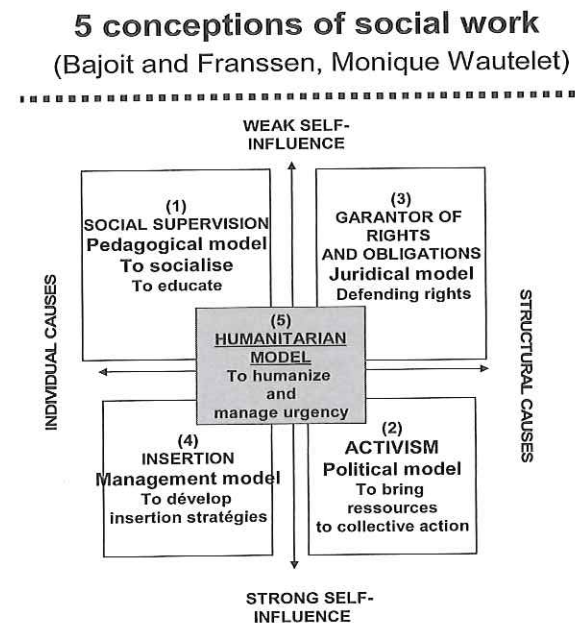 5 conceptions of social work
(Bajoit and Franssen, Monique Wautelet)
WEAK SELF-
INFLUENCE
(1)
SOCIAL SUPERVISION
Pedagogical model
To socialise
To educate
(3)
GARANTOR OF
RIGHTS
AND OBLIGATIONS
Juridical model
Defending rights
INDIVIDUAL CAUSES
(5)
HUMANITARIAN
MODEL
To humanize
and
manage urgency
STRUCTURAL CAUSES
(4)
INSERTION
Management model
To dévelop
insertion stratégies
(2)
ACTIVISM
Political model
To bring
ressources
to collective action
STRONG SELF-
INFLUENCE